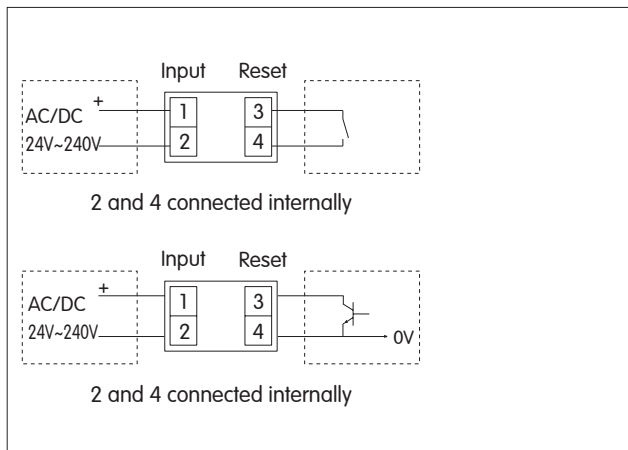 Input Reset
+
AC/DC 1 3
24V~240V 2 4
2 and 4 connected internally
Input Reset
+
AC/DC 1 3
24V~240V 2 4 0V
2 and 4 connected internally